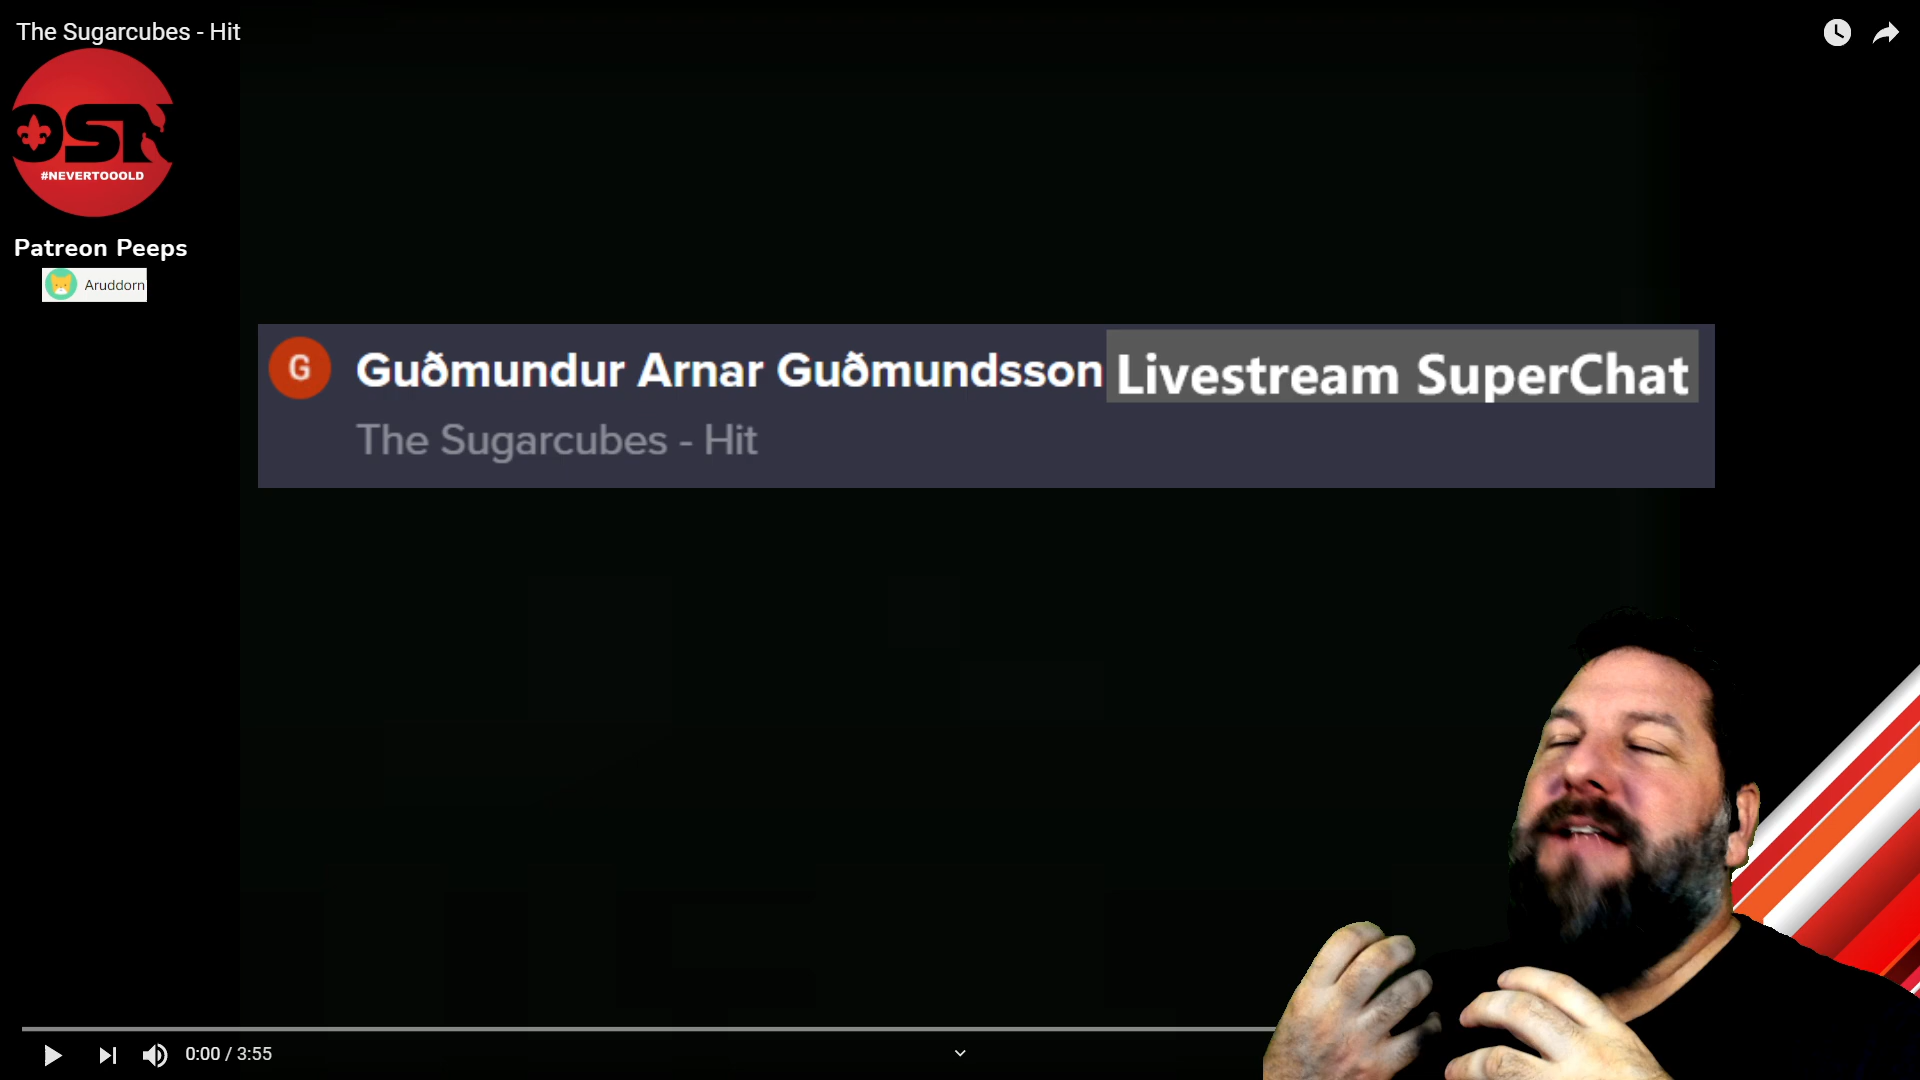 The Sugarcubes - Hit
OSR
#NEVERTOOOLD
Patreon Peeps
Aruddorn
G
Guðmundur Arnar Guðmundsson Livestream SuperChat
The Sugarcubes - Hit
0:00 / 3:55